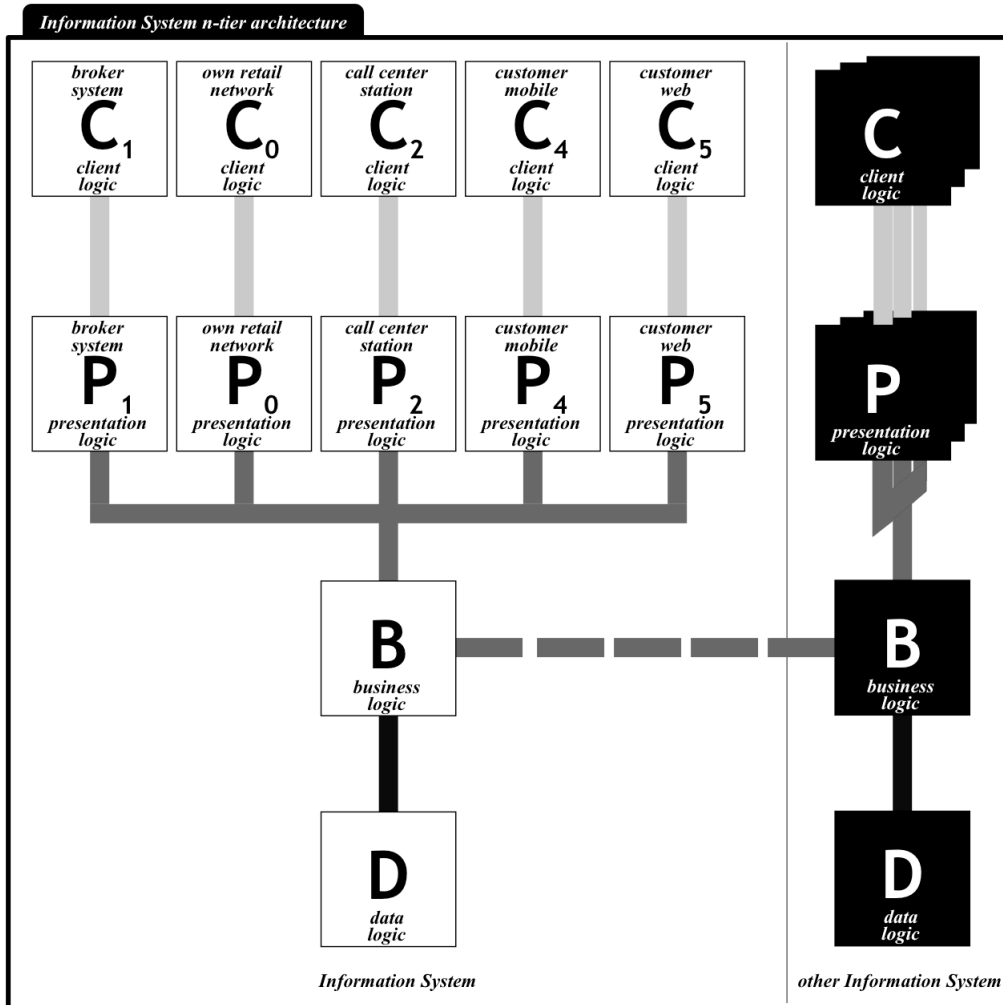 Information System n-tier architecture
broker
system
C1
client
logic
own retail
network
C0
client
logic
call center
station
C2
client
logic
customer
mobile
C4
client
logic
customer
web
C5
client
logic
C
client
logic
broker
system
P1
presentation
logic
own retail
network
P0
presentation
logic
call center
station
P2
presentation
logic
customer
mobile
P4
presentation
logic
customer
web
P5
presentation
logic
P
presentation
logic
B
business
logic
B
business
logic
D
data
logic
D
data
logic
Information System
other Information System